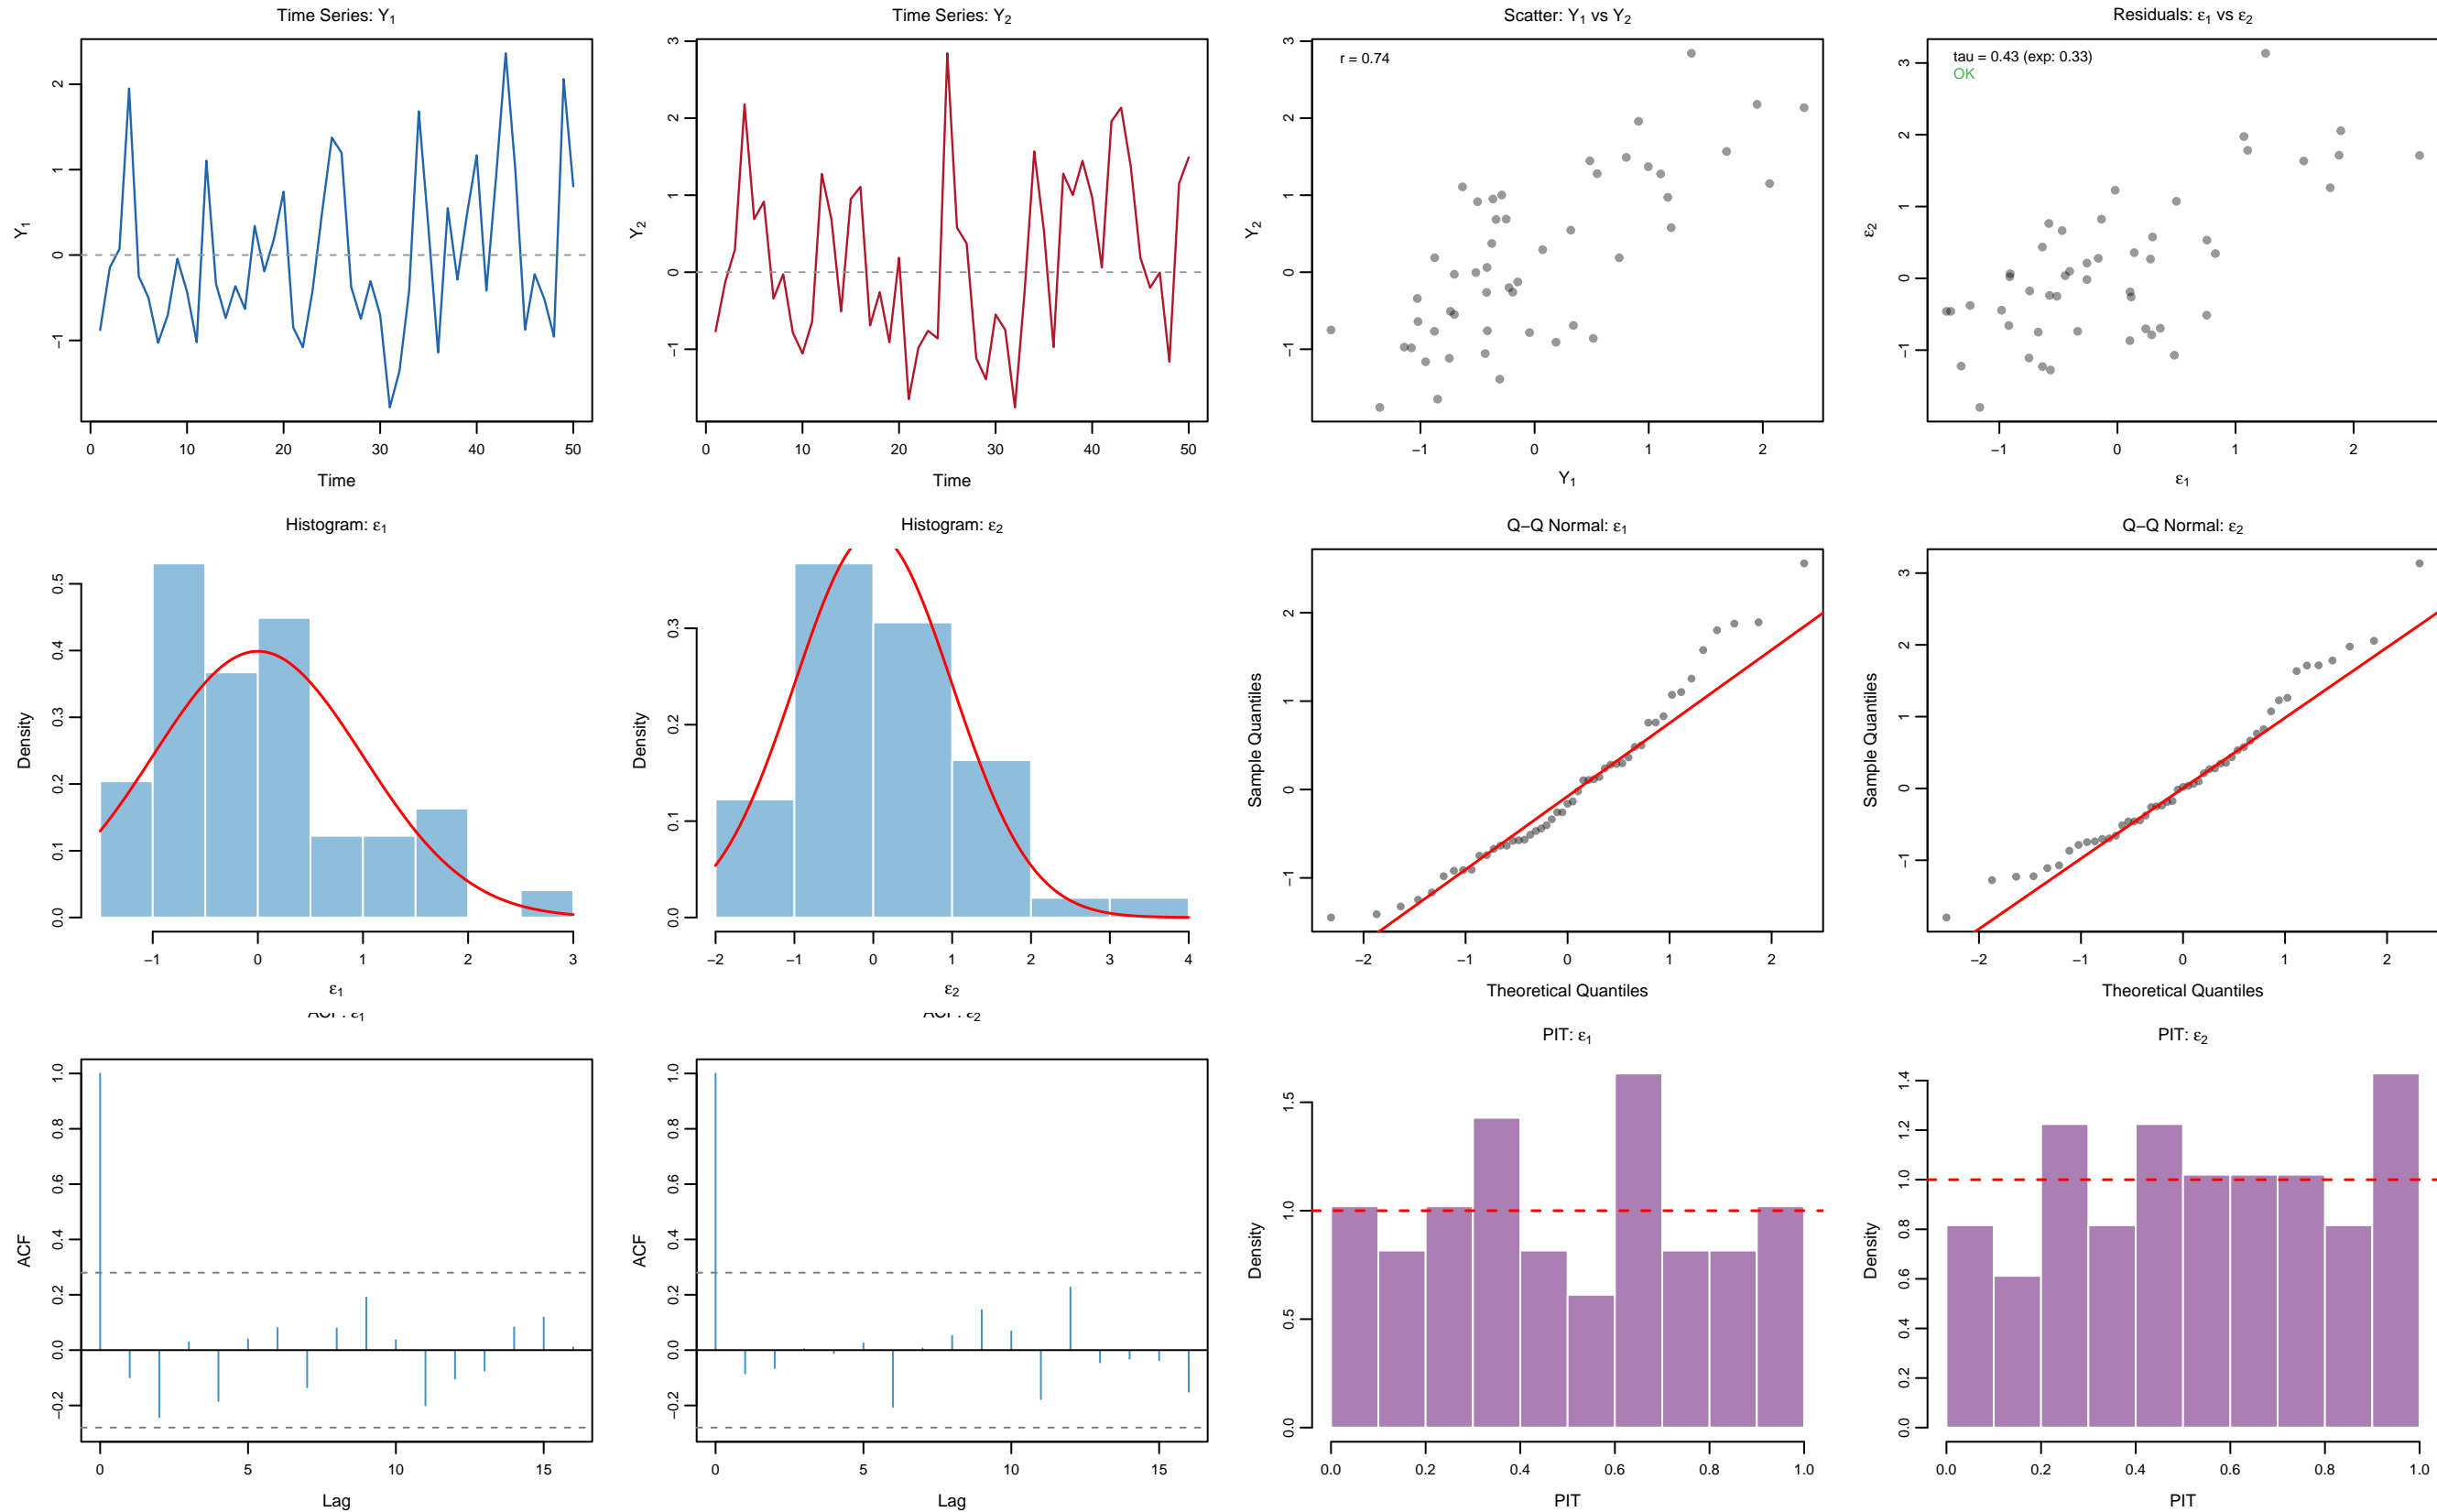 Time Series: Y₁
Y₁
2
1
0
−1
0 10 20 30 40 50
Time
Time Series: Y₂
Y₂
3
2
1
0
−1
0 10 20 30 40 50
Time
Scatter: Y₁ vs Y₂
r = 0.74
Y₂
3
2
1
0
−1
−1 0 1 2
Y₁
Residuals: ε₁ vs ε₂
tau = 0.43 (exp: 0.33)
OK
ε₂
3
2
1
0
−1
−1 0 1 2
ε₁
Histogram: ε₁
Density
0.5
0.4
0.3
0.2
0.1
0.0
−1 0 1 2 3
ε₁
Histogram: ε₂
Density
0.3
0.2
0.1
0.0
−2 −1 0 1 2 3 4
ε₂
Q−Q Normal: ε₁
Sample Quantiles
2
1
0
−1
−2 −1 0 1 2
Theoretical Quantiles
Q−Q Normal: ε₂
Sample Quantiles
3
2
1
0
−1
−2 −1 0 1 2
Theoretical Quantiles
ACF: ε₁
ACF
1.0
0.8
0.6
0.4
0.2
0.0
−0.2
0 5 10 15
Lag
ACF: ε₂
ACF
1.0
0.8
0.6
0.4
0.2
0.0
−0.2
0 5 10 15
Lag
PIT: ε₁
Density
1.5
1.0
0.5
0.0
0.0 0.2 0.4 0.6 0.8 1.0
PIT
PIT: ε₂
Density
1.4
1.2
1.0
0.8
0.6
0.4
0.2
0.0
0.0 0.2 0.4 0.6 0.8 1.0
PIT